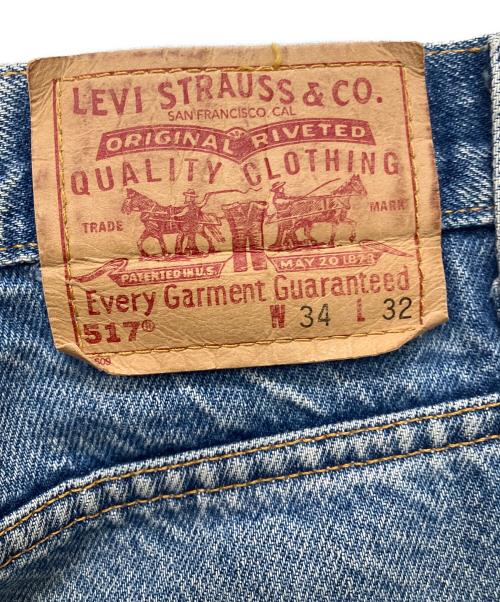 LEVI STRAUSS & CO.
SAN FRANCISCO, CAL
ORIGINAL RIVETED
QUALITY CLOTHING
TRADE MARK
PATENTED IN U.S. MAY 20 1873
Every Garment Guaranteed
517® W 34 L 32